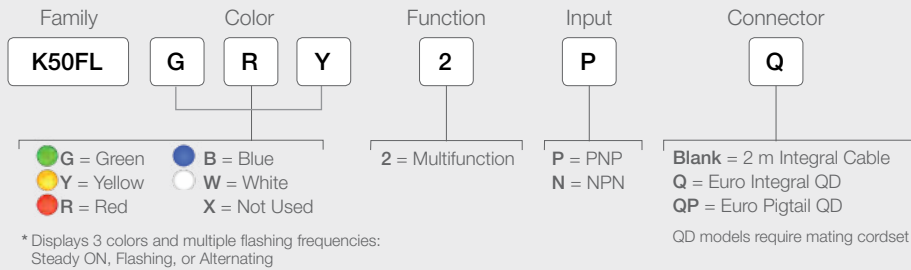 Family Color Function Input Connector
K50FL G R Y 2 P Q
G = Green B = Blue 2 = Multifunction P = PNP Blank = 2 m Integral Cable
Y = Yellow W = White N = NPN Q = Euro Integral QD
R = Red X = Not Used QP = Euro Pigtail QD
* Displays 3 colors and multiple flashing frequencies: QD models require mating cordset
Steady ON, Flashing, or Alternating